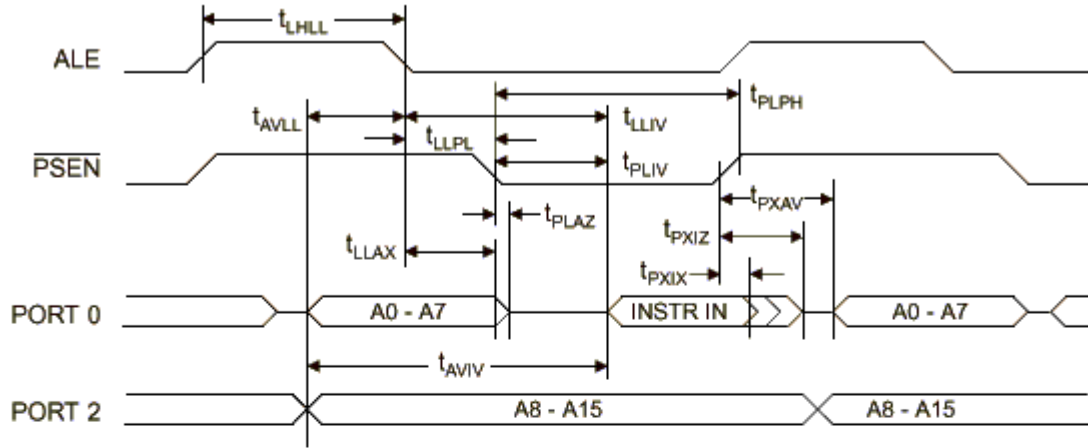 tLHLL
ALE
tPLPH
tAVLL
tLLIV
tLLPL
PSEN
tPLIV
tPXAV
tPLAZ
tLLAX
tPXIZ
tPXIX
PORT 0
A0 - A7
INSTR IN
A0 - A7
tAVIV
PORT 2
A8 - A15
A8 - A15